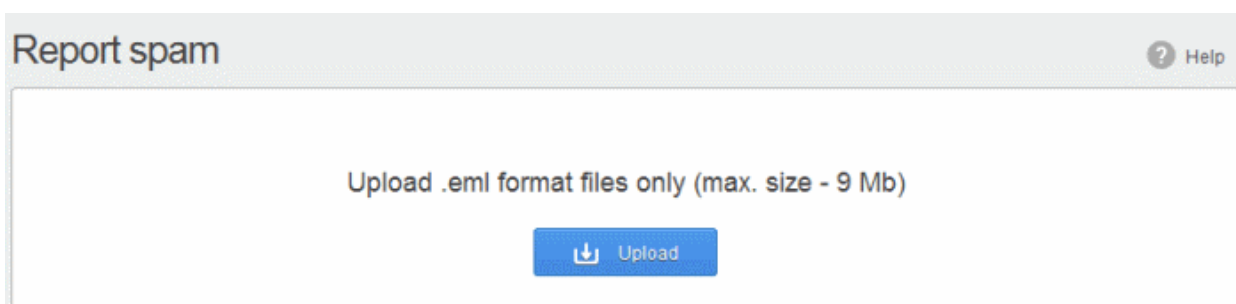 Report spam
? Help
Upload .eml format files only (max. size - 9 Mb)
Upload